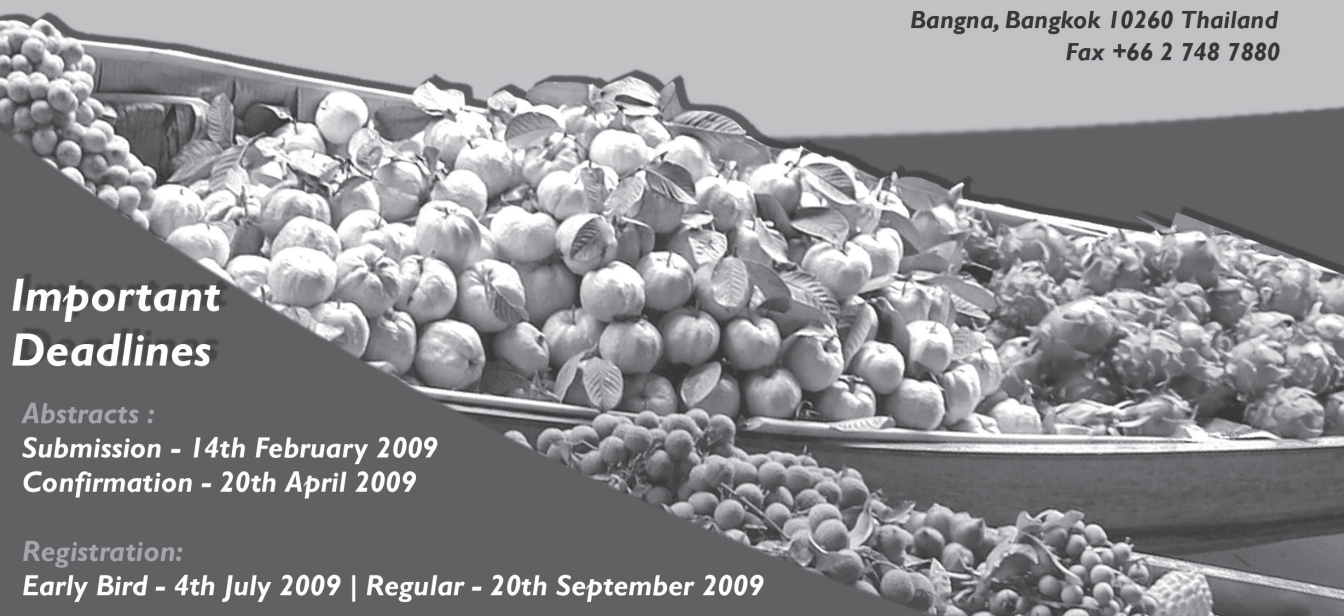 Bangna, Bangkok 10260 Thailand
Fax +66 2 748 7880
Important
Deadlines
Abstracts :
Submission - 14th February 2009
Confirmation - 20th April 2009
Registration:
Early Bird - 4th July 2009 | Regular - 20th September 2009